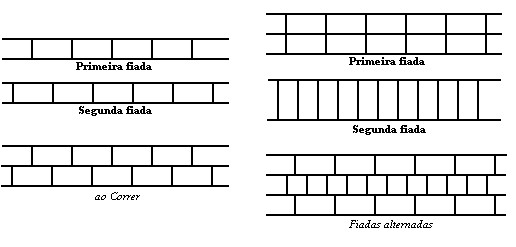 Primeira fiada
Segunda fiada
ao Correr
Primeira fiada
Segunda fiada
Fiadas alternadas